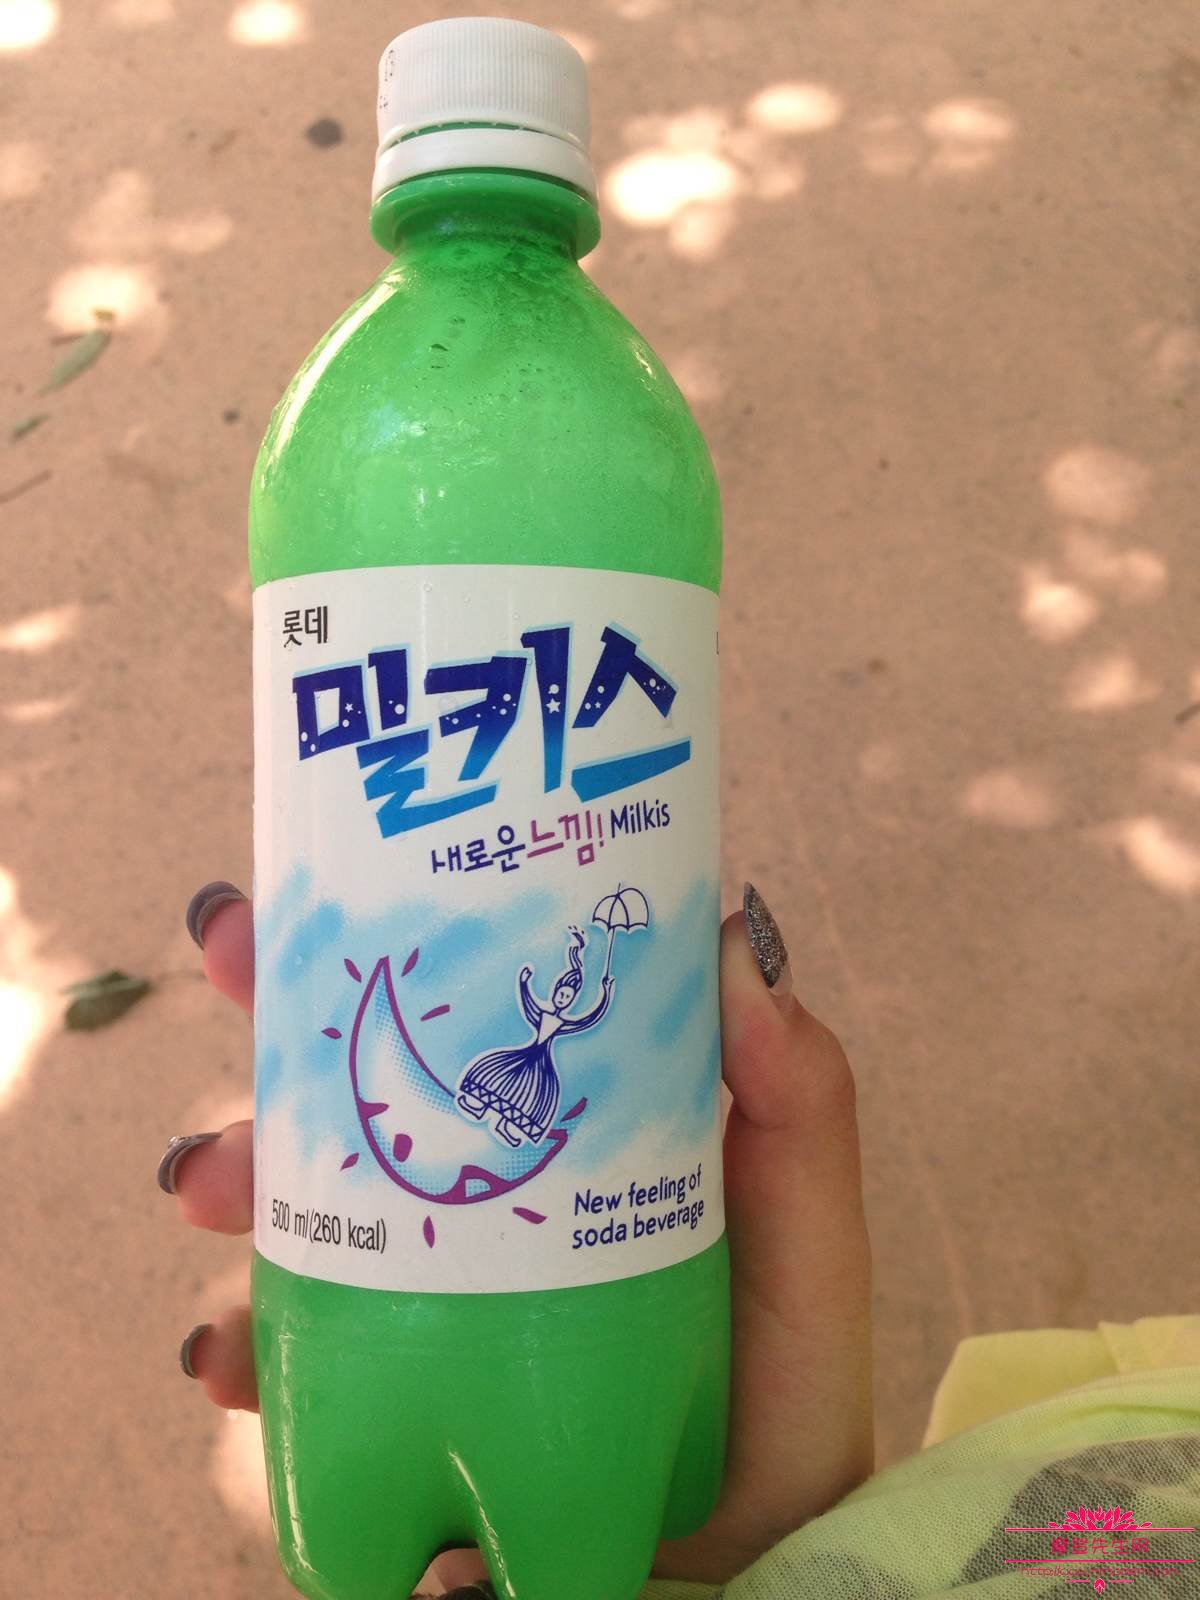 롯데
밀키스
새로운느낌! Milkis
New feeling of
soda beverage
500 ml(260 kcal)